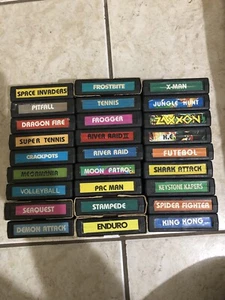 SPACE INVADERS
PITFALL
DRAGON FIRE
SUPER TENNIS
CRACKPOTS
MEGAMANIA
VOLLEYBALL
SEAQUEST
DEMON ATTACK
FROSTBITE
TENNIS
FROGGER
RIVER RAID II
RIVER RAID
MOON PATROL
PAC MAN
STAMPEDE
ENDURO
X-MAN
JUNGLE HUNT
ZAXXON
FUTEBOL
SHARK ATTACK
KEYSTONE KAPERS
SPIDER FIGHTER
KING KONG